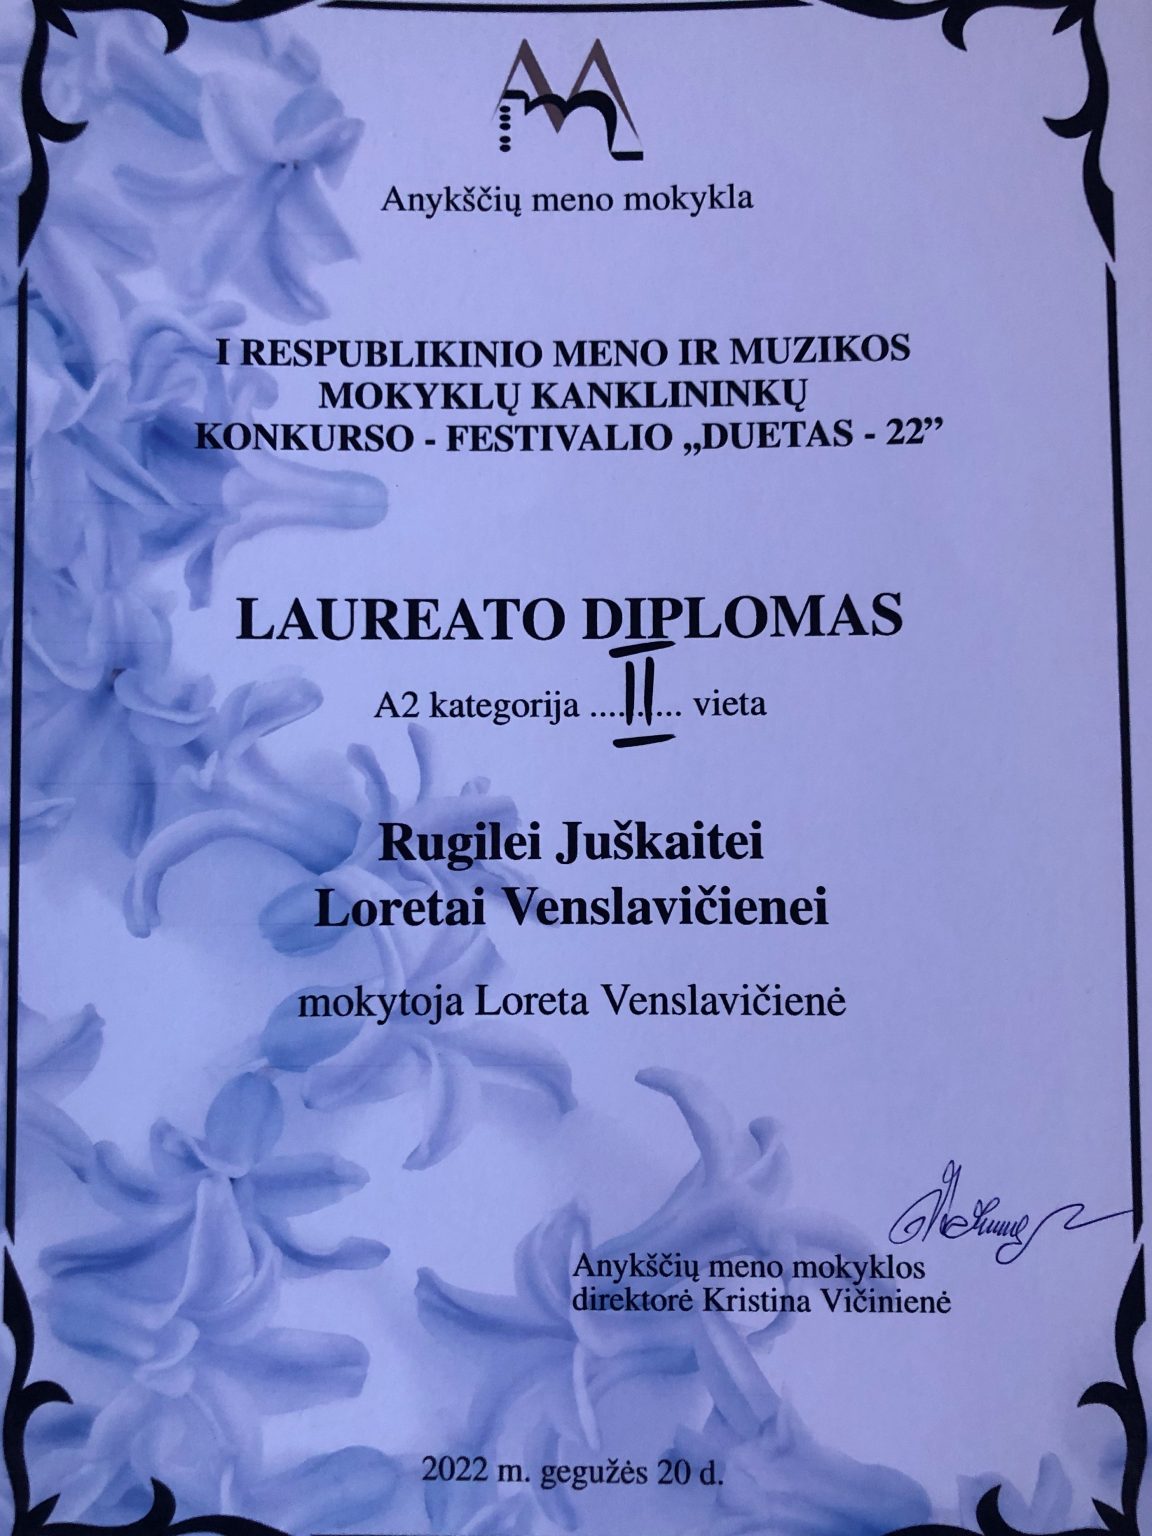 Anykščių meno mokykla
I RESPUBLIKINIO MENO IR MUZIKOS
MOKYKLŲ KANKLININKŲ
KONKURSO - FESTIVALIO „DUETAS - 22”
LAUREATO DIPLOMAS
A2 kategorija ....II... vieta
Rugilei Juškaitei
Loretai Venslavičienei
mokytoja Loreta Venslavičienė
Anykščių meno mokyklos
direktorė Kristina Vičinienė
2022 m. gegužės 20 d.